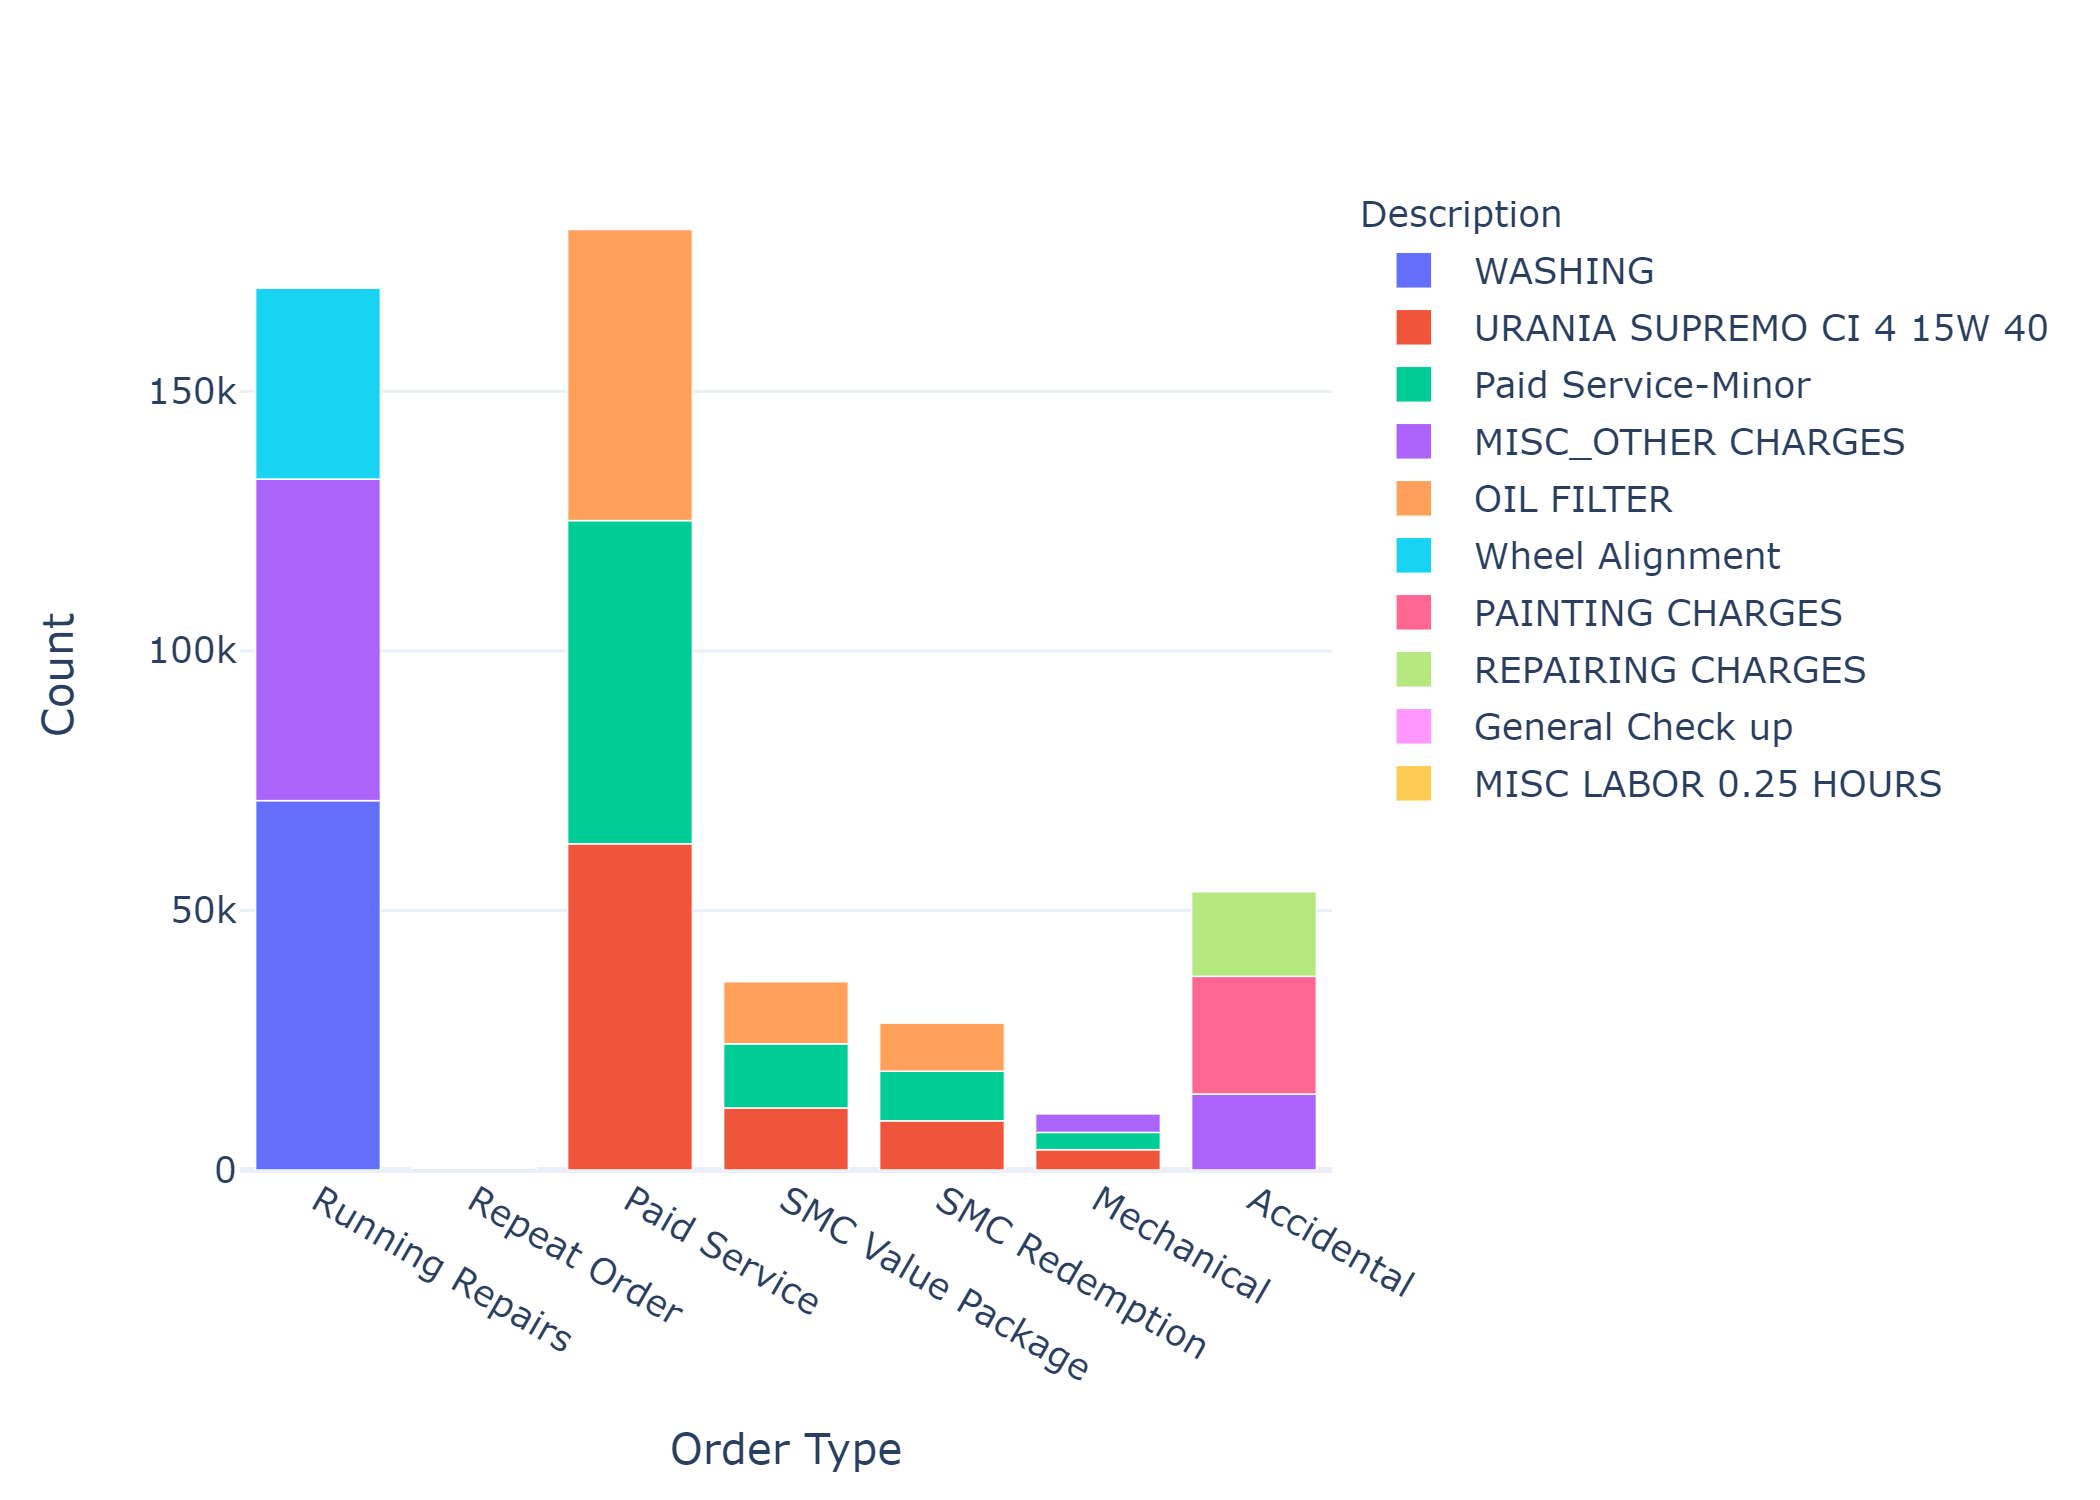 Description
WASHING
URANIA SUPREMO CI 4 15W 40
Paid Service-Minor
MISC_OTHER CHARGES
OIL FILTER
Wheel Alignment
PAINTING CHARGES
REPAIRING CHARGES
General Check up
MISC LABOR 0.25 HOURS
Count
150k
100k
50k
0
Running Repairs
Repeat Order
Paid Service
SMC Value Package
SMC Redemption
Mechanical
Accidental
Order Type